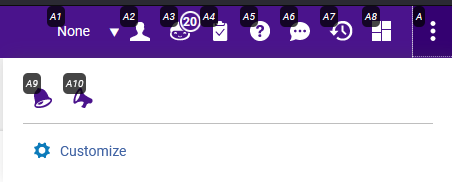 A1 A2 A3 A4 A5 A6 A7 A8 A
None 20
A9 A10
Customize